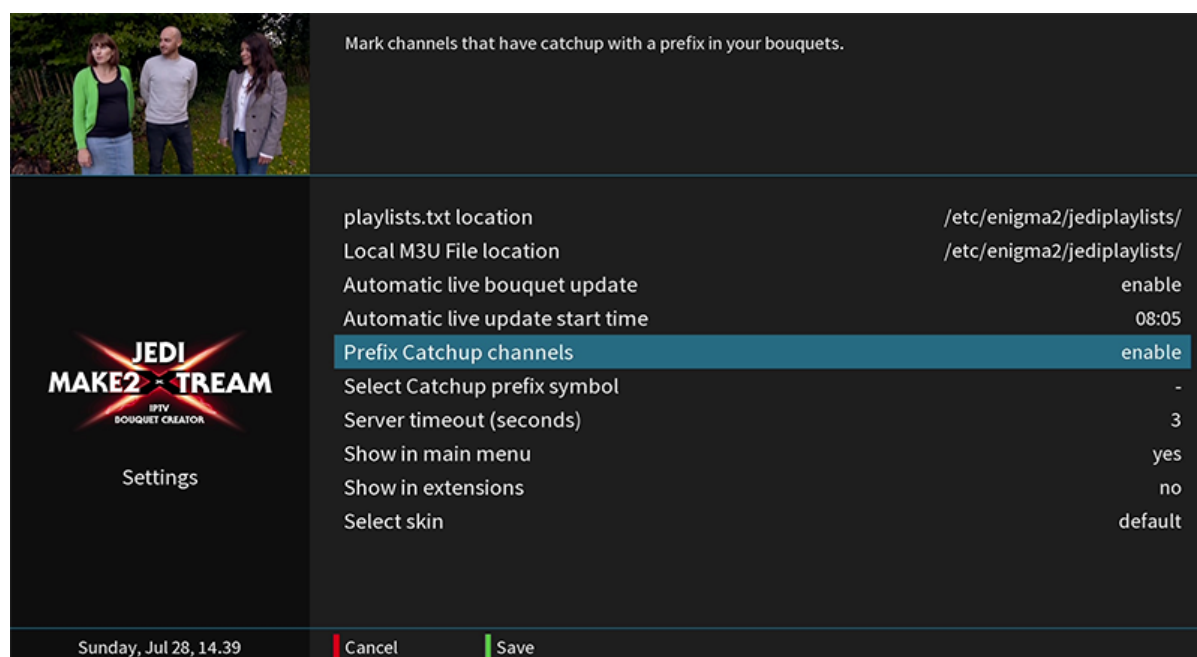 Mark channels that have catchup with a prefix in your bouquets.
playlists.txt location /etc/enigma2/jediplaylists/
Local M3U File location /etc/enigma2/jediplaylists/
Automatic live bouquet update enable
Automatic live update start time 08:05
Prefix Catchup channels enable
Select Catchup prefix symbol -
Server timeout (seconds) 3
Show in main menu yes
Show in extensions no
Select skin default
JEDI
MAKE2XTREAM
IPTV
BOUQUET CREATOR
Settings
Sunday, Jul 28, 14.39
Cancel Save